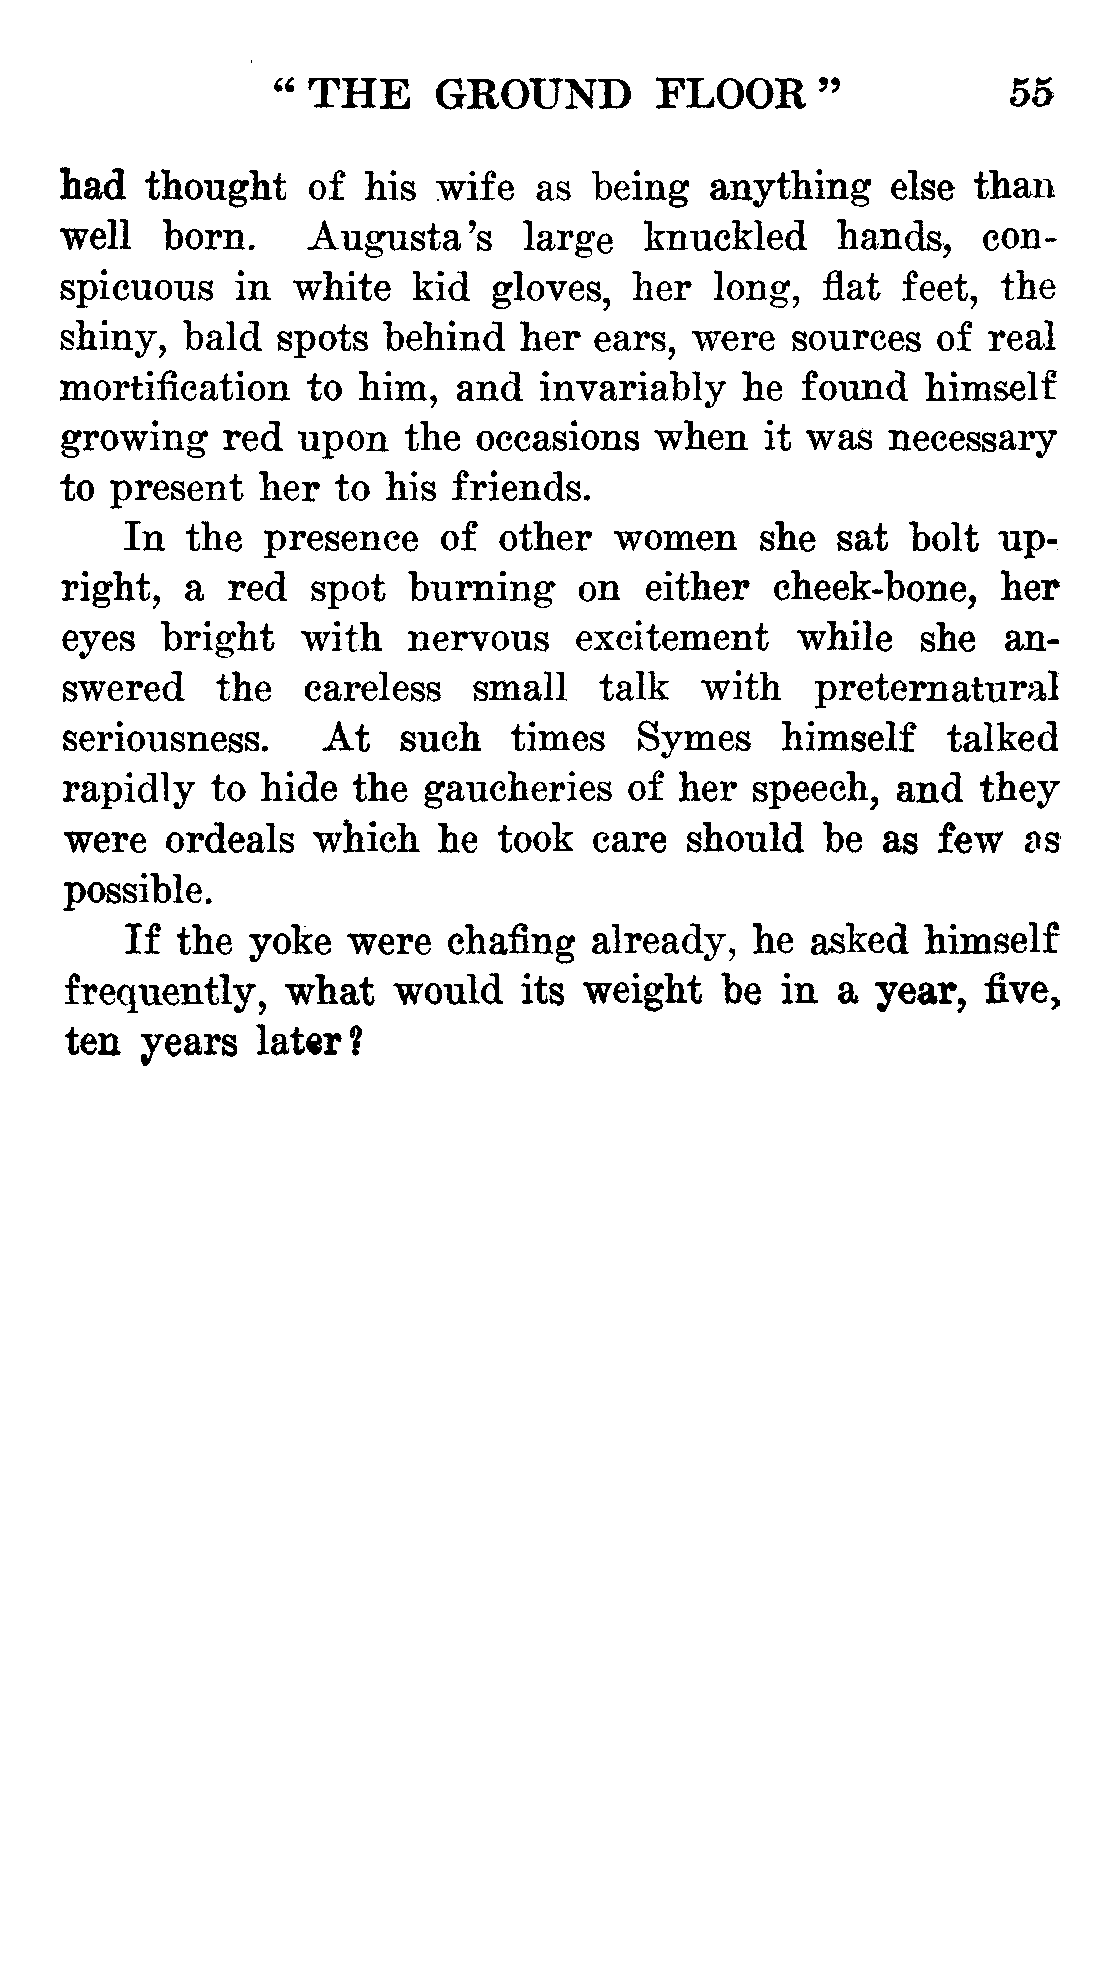 “ THE GROUND FLOOR ” 55
had thought of his wife as being anything else than
well born. Augusta's large knuckled hands, con-
spicuous in white kid gloves, her long, flat feet, the
shiny, bald spots behind her ears, were sources of real
mortification to him, and invariably he found himself
growing red upon the occasions when it was necessary
to present her to his friends.
In the presence of other women she sat bolt up-
right, a red spot burning on either cheek-bone, her
eyes bright with nervous excitement while she an-
swered the careless small talk with preternatural
seriousness. At such times Symes himself talked
rapidly to hide the gaucheries of her speech, and they
were ordeals which he took care should be as few as
possible.
If the yoke were chafing already, he asked himself
frequently, what would its weight be in a year, five,
ten years later?